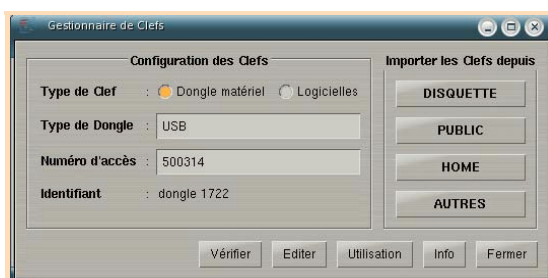 Gestionnaire de Clefs
Configuration des Clefs
Type de Clef : Dongle matériel Logicielles
Type de Dongle : USB
Numéro d'accès : 500314
Identifiant : dongle 1722
Importer les Clefs depuis
DISQUETTE
PUBLIC
HOME
AUTRES
Vérifier Editer Utilisation Info Fermer